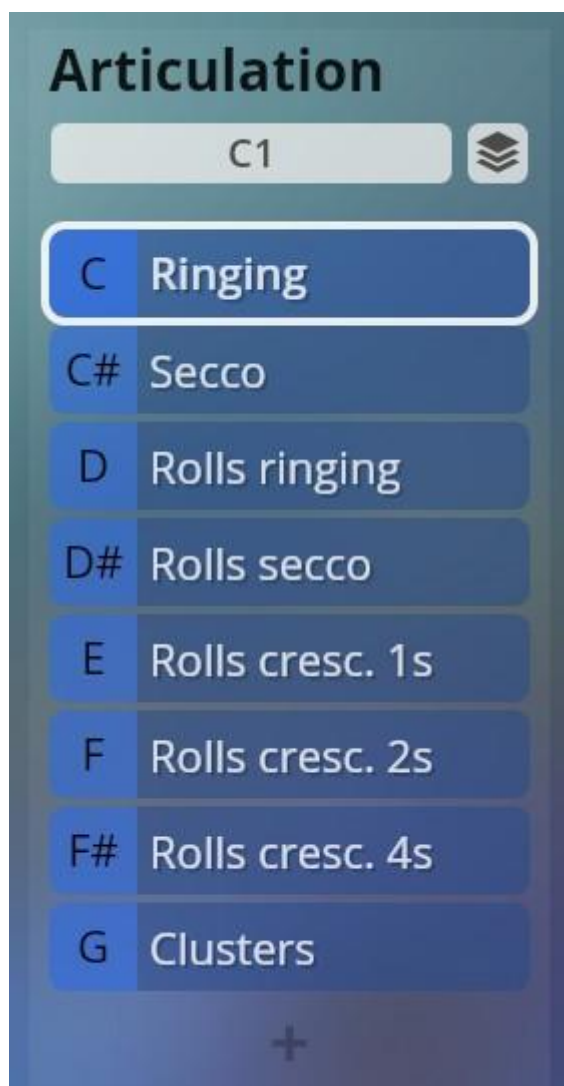 Articulation
C1
C Ringing
C# Secco
D Rolls ringing
D# Rolls secco
E Rolls cresc. 1s
F Rolls cresc. 2s
F# Rolls cresc. 4s
G Clusters
+